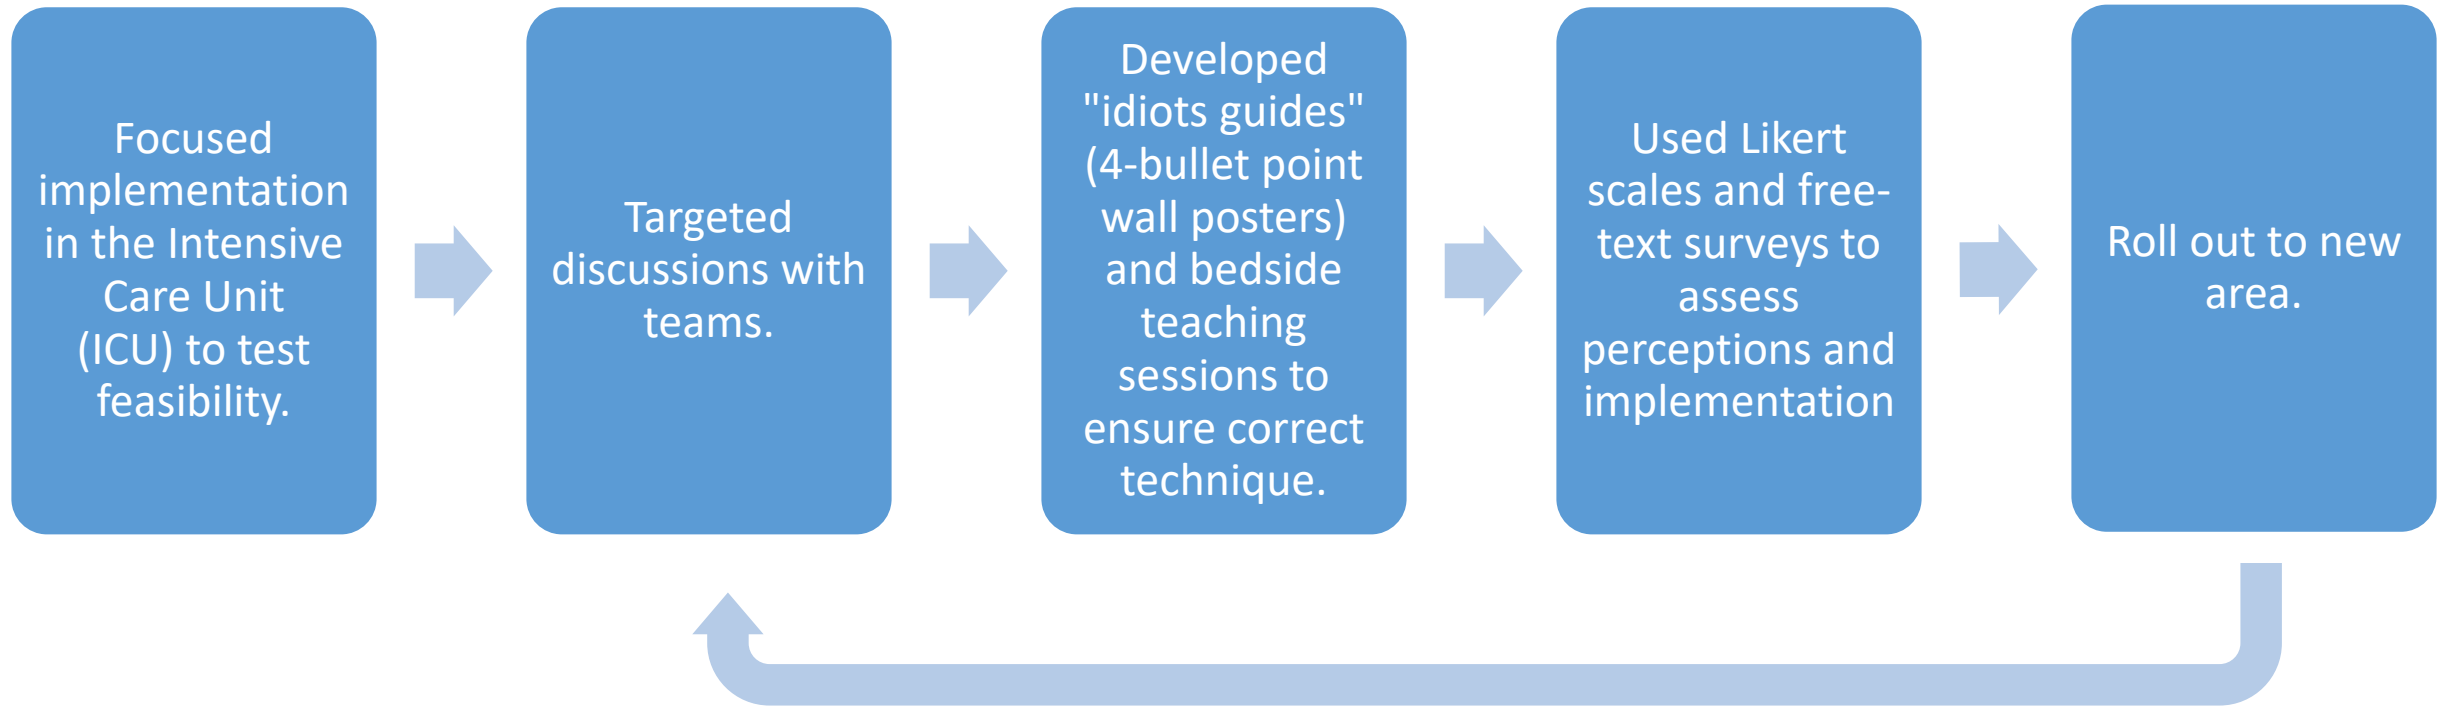 Focused
implementation
in the Intensive
Care Unit
(ICU) to test
feasibility.
Targeted
discussions with
teams.
Developed
"idiots guides"
(4-bullet point
wall posters)
and bedside
teaching
sessions to
ensure correct
technique.
Used Likert
scales and free-
text surveys to
assess
perceptions and
implementation
Roll out to new
area.